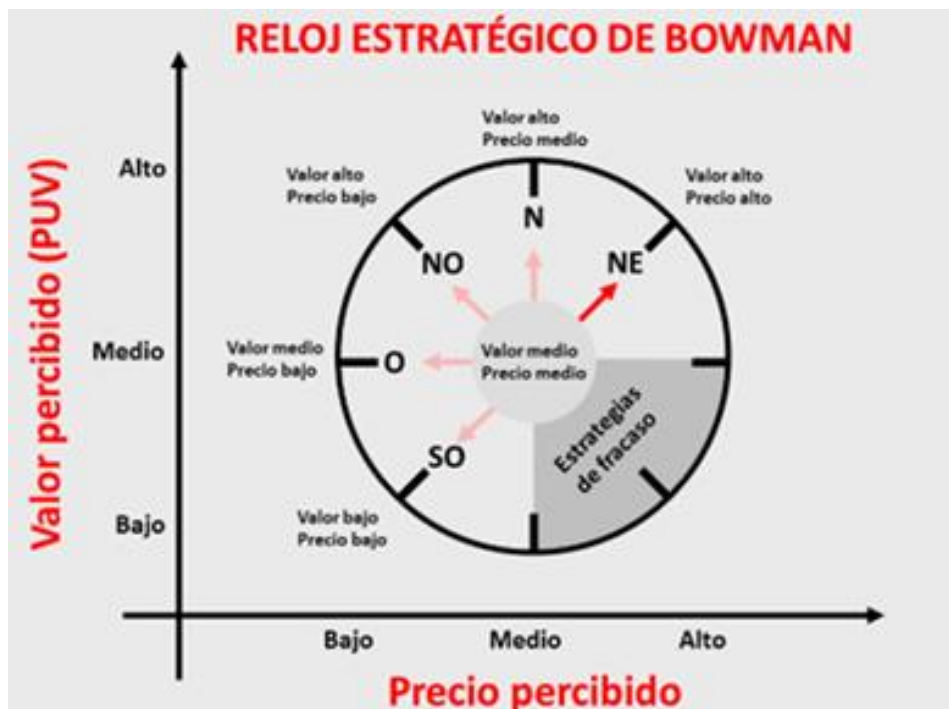 RELOJ ESTRATÉGICO DE BOWMAN
Valor percibido (PUV)
Alto
Medio
Bajo
Valor alto
Precio medio
Valor alto
Precio bajo
Valor alto
Precio alto
N
NO
NE
Valor medio
Precio bajo
O
Valor medio
Precio medio
SO
Estrategias
de fracaso
Valor bajo
Precio bajo
Bajo
Medio
Alto
Precio percibido